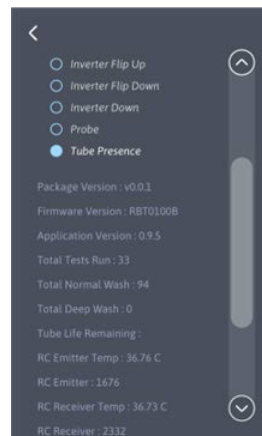 Inverter Flip Up
Inverter Flip Down
Inverter Down
Probe
Tube Presence
Package Version : v0.0.1
Firmware Version : RBT0100B
Application Version : 0.9.5
Total Tests Run : 33
Total Normal Wash : 94
Total Deep Wash : 0
Tube Life Remaining :
RC Emitter Temp : 36.76 C
RC Emitter : 1676
RC Receiver Temp : 36.73 C
RC Receiver : 2332